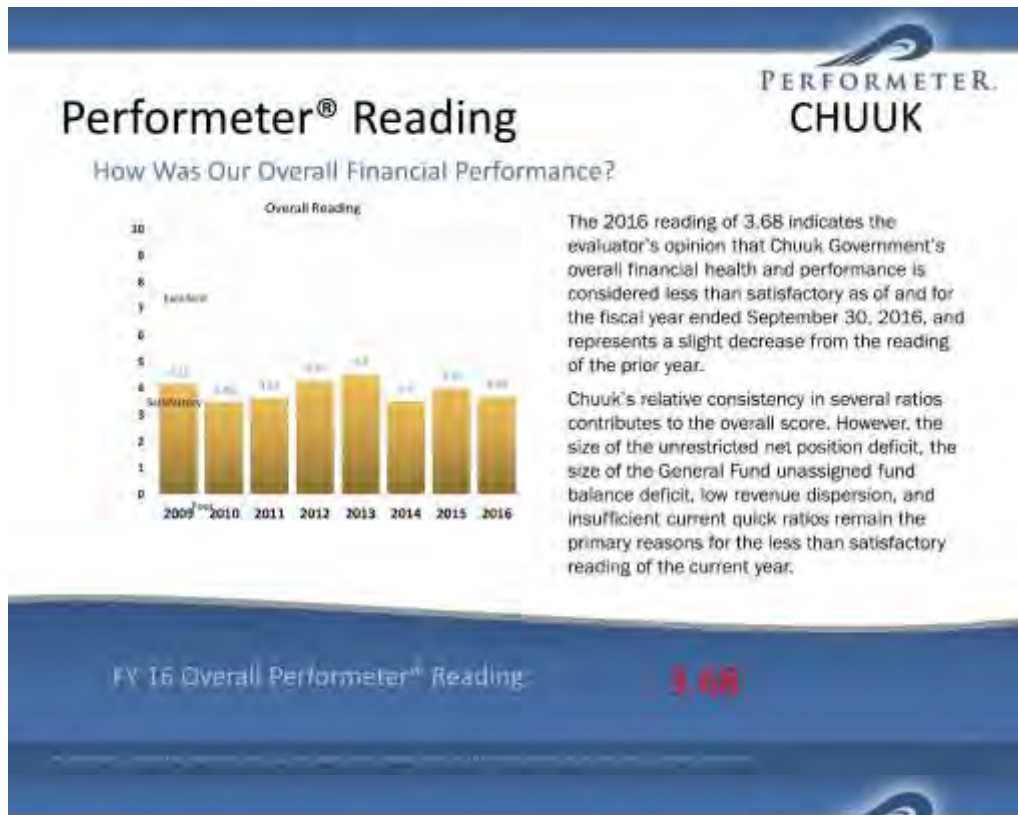 PERFORMETER®
Performeter® Reading
CHUUK
How Was Our Overall Financial Performance?
Overall Reading
10
9
8
Excellent
7
6
5
4
Satisfactory
3
2
1
0
Poor
2009 2010 2011 2012 2013 2014 2015 2016
The 2016 reading of 3.68 indicates the
evaluator's opinion that Chuuk Government's
overall financial health and performance is
considered less than satisfactory as of and for
the fiscal year ended September 30, 2016, and
represents a slight decrease from the reading
of the prior year.
Chuuk's relative consistency in several ratios
contributes to the overall score. However, the
size of the unrestricted net position deficit, the
size of the General Fund unassigned fund
balance deficit, low revenue dispersion, and
insufficient current quick ratios remain the
primary reasons for the less than satisfactory
reading of the current year.
FY 16 Overall Performeter® Reading
3.68